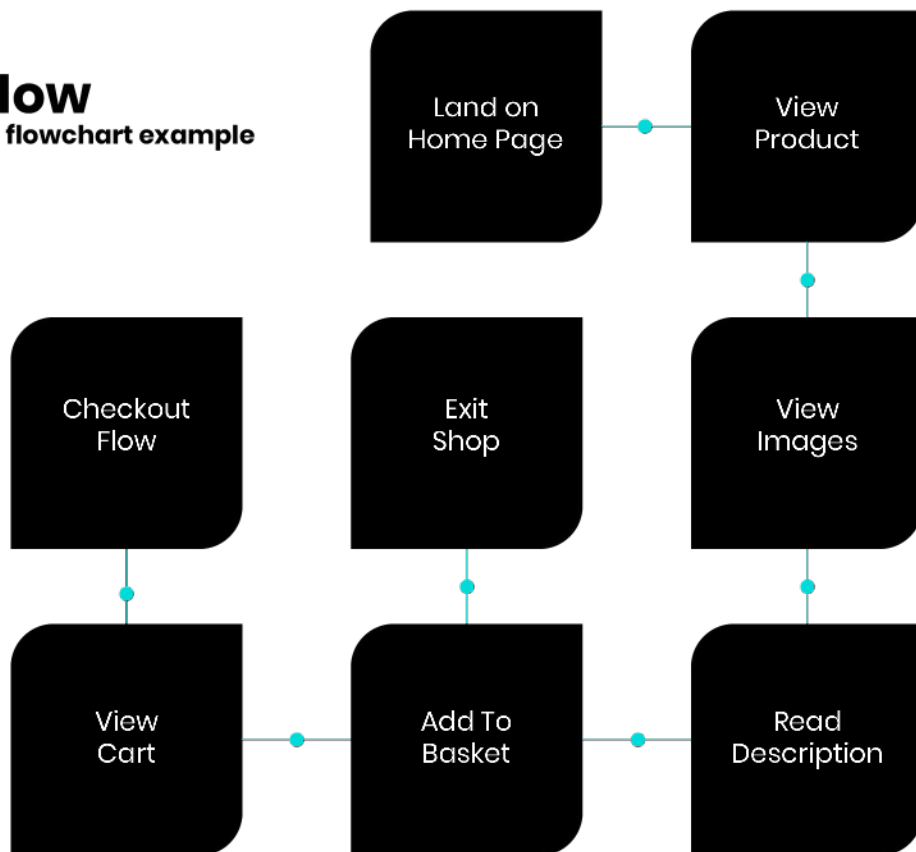 low
flowchart example
Land on
Home Page
View
Product
Checkout
Flow
Exit
Shop
View
Images
View
Cart
Add To
Basket
Read
Description